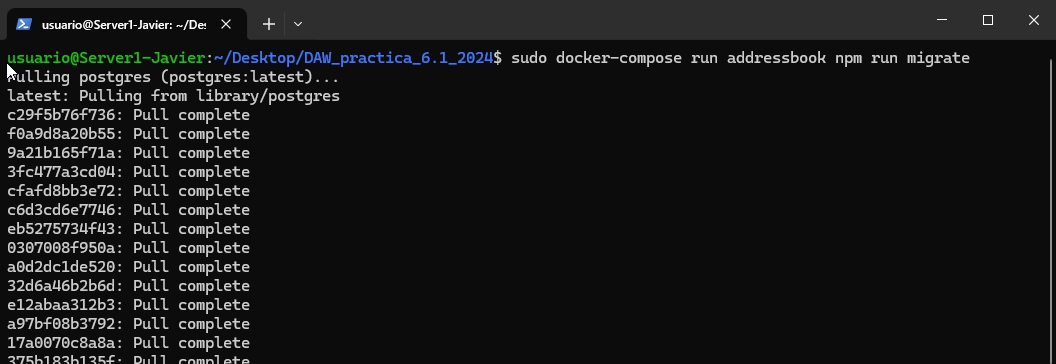 usuario@Server1-Javier: ~/Des
usuario@Server1-Javier:~/Desktop/DAW_practica_6.1_2024$ sudo docker-compose run addressbook npm run migrate
Pulling postgres (postgres:latest)...
latest: Pulling from library/postgres
c29f5b76f736: Pull complete
f0a9d8a20b55: Pull complete
9a21b165f71a: Pull complete
3fc477a3cd04: Pull complete
cfafd8bb3e72: Pull complete
c6d3cd6e7746: Pull complete
eb5275734f43: Pull complete
0307008f950a: Pull complete
a0d2dc1de520: Pull complete
32d6a46b2b6d: Pull complete
e12abaa312b3: Pull complete
a97bf08b3792: Pull complete
17a0070c8a8a: Pull complete
375b183b135f: Pull complete